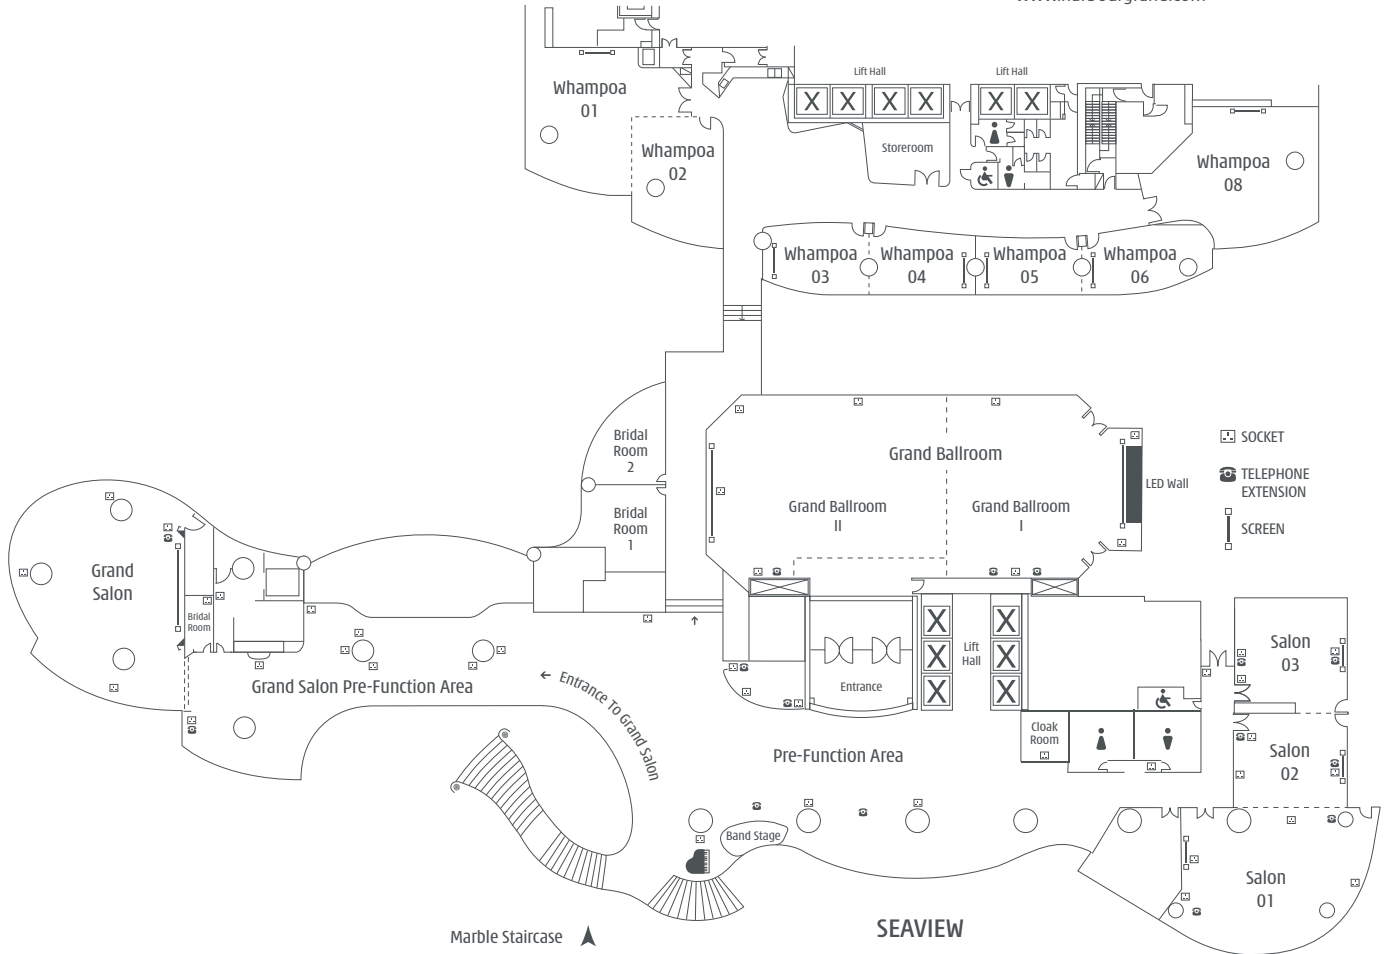 Lift Hall
Lift Hall
Whampoa
01
Whampoa
02
Storeroom
Whampoa
08
Whampoa
03
Whampoa
04
Whampoa
05
Whampoa
06
Bridal
Room
2
Bridal
Room
1
Grand Ballroom
Grand Ballroom
II
Grand Ballroom
I
LED Wall
SOCKET
TELEPHONE
EXTENSION
SCREEN
Grand
Salon
Bridal
Room
Grand Salon Pre-Function Area
Entrance To Grand Salon
Entrance
Lift
Hall
Cloak
Room
Pre-Function Area
Salon
03
Salon
02
Salon
01
Band Stage
Marble Staircase
SEAVIEW